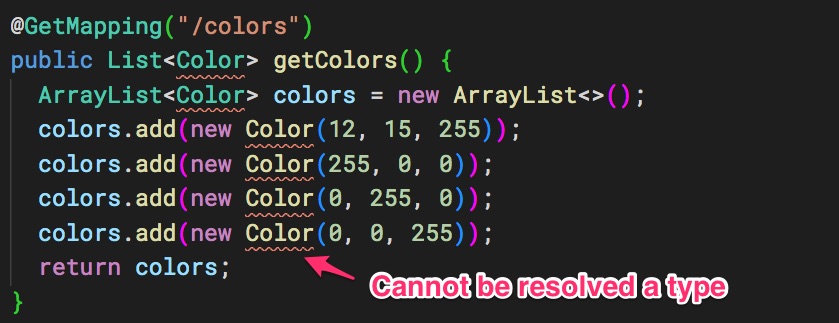 @GetMapping("/colors")
public List<Color> getColors() {
ArrayList<Color> colors = new ArrayList<>();
colors.add(new Color(12, 15, 255));
colors.add(new Color(255, 0, 0));
colors.add(new Color(0, 255, 0));
colors.add(new Color(0, 0, 255));
return colors;
Cannot be resolved a type
}